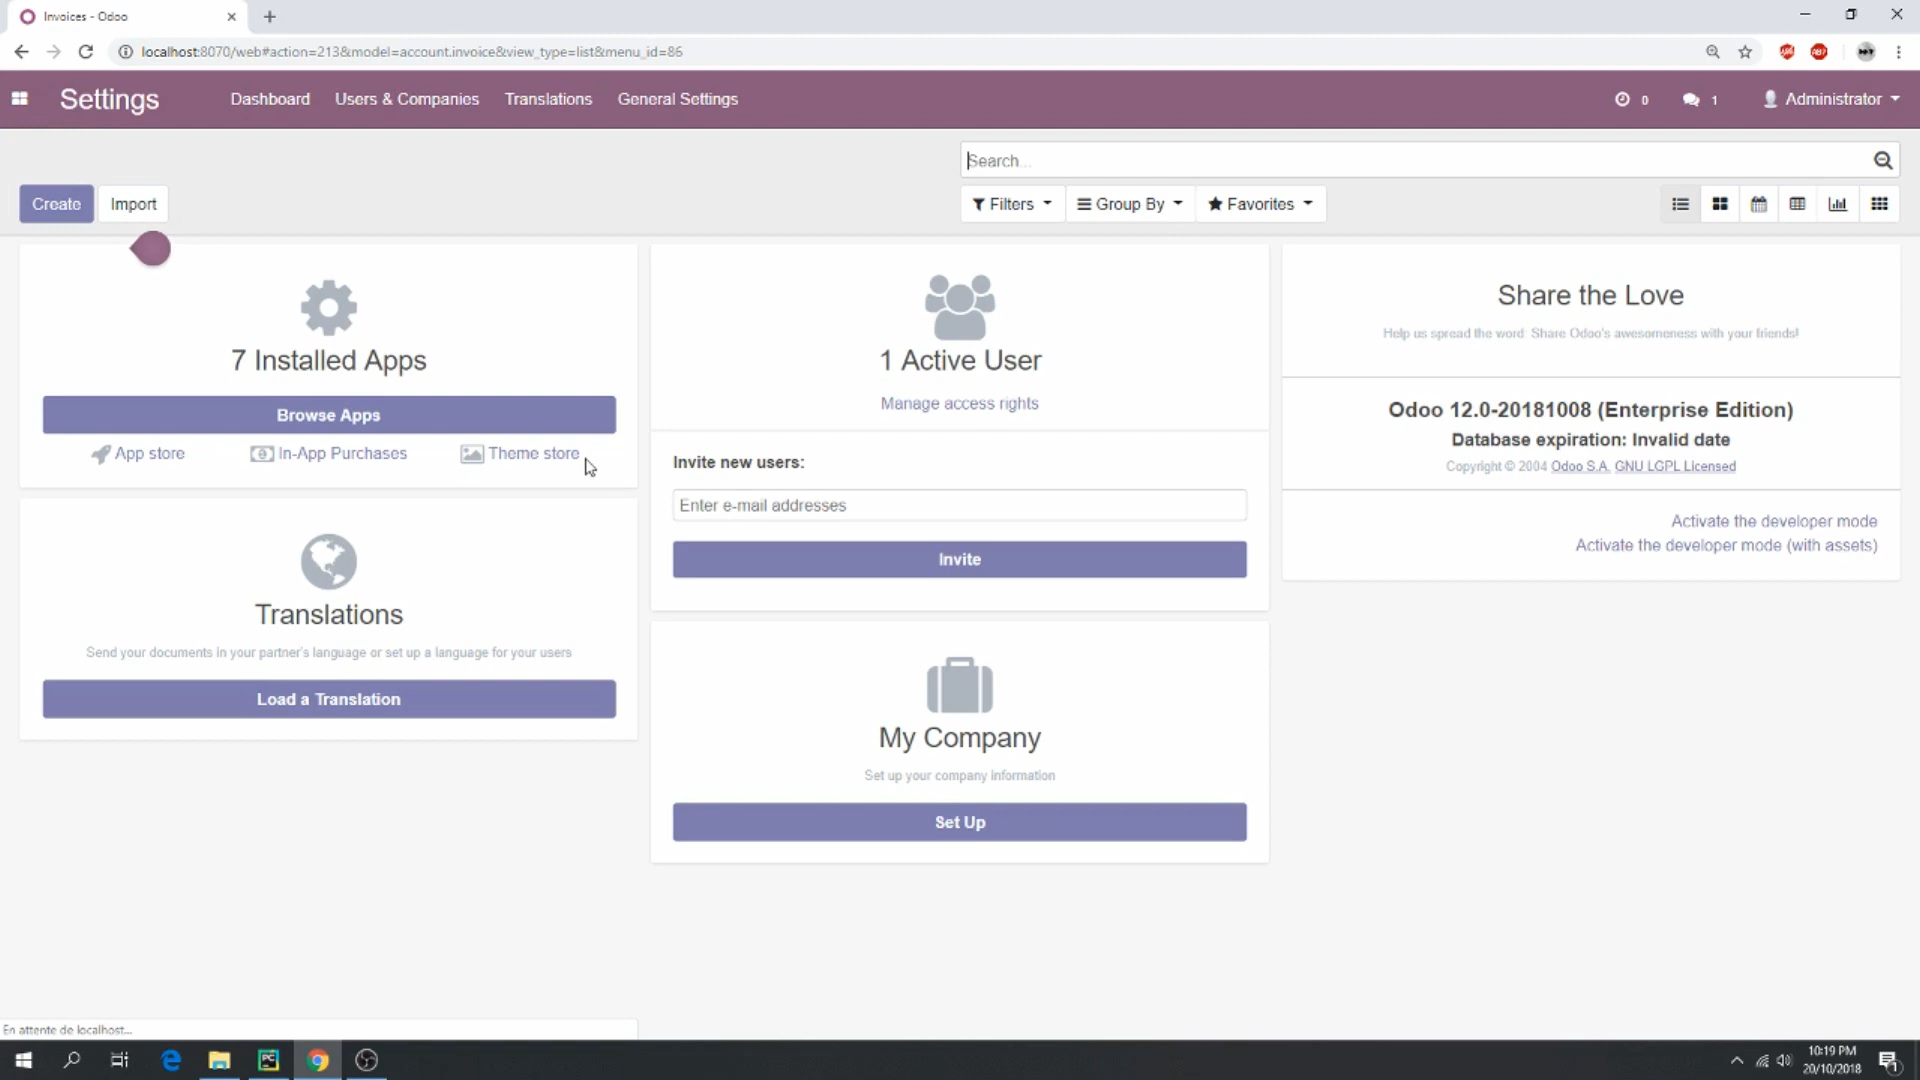 Invoices - Odoo
localhost:8070/web#action=213&model=account.invoice&view_type=list&menu_id=86
ABP
Settings
Dashboard
Users & Companies
Translations
General Settings
0
1
Administrator
Search...
Create
Import
Filters
Group By
Favorites
7 Installed Apps
Browse Apps
App store
In-App Purchases
Theme store
Translations
Send your documents in your partner's language or set up a language for your users
Load a Translation
1 Active User
Manage access rights
Invite new users:
Enter e-mail addresses
Invite
My Company
Set up your company information
Set Up
Share the Love
Help us spread the word: Share Odoo's awesomeness with your friends!
Odoo 12.0-20181008 (Enterprise Edition)
Database expiration: Invalid date
Copyright © 2004 Odoo S.A. GNU LGPL Licensed
Activate the developer mode
Activate the developer mode (with assets)
En attente de localhost...
PC
10:19 PM
20/10/2018
1